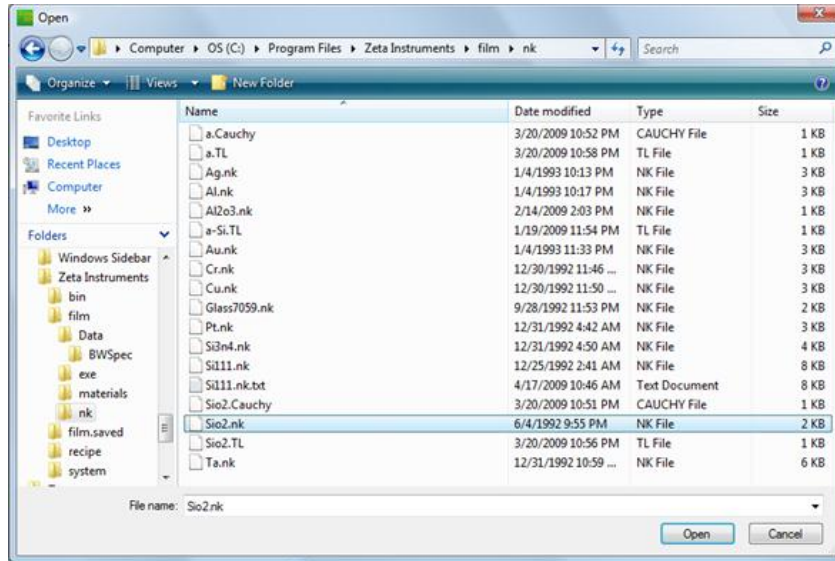 Open
Computer ▸ OS (C:) ▸ Program Files ▸ Zeta Instruments ▸ film ▸ nk Search
Organize Views New Folder
Favorite Links
Desktop
Recent Places
Computer
More »
Folders
Windows Sidebar
Zeta Instruments
bin
film
Data
BWSpec
exe
materials
nk
film.saved
recipe
system
Name Date modified Type Size
a.Cauchy 3/20/2009 10:52 PM CAUCHY File 1 KB
a.TL 3/20/2009 10:58 PM TL File 1 KB
Ag.nk 1/4/1993 10:13 PM NK File 3 KB
Al.nk 1/4/1993 10:17 PM NK File 3 KB
Al2o3.nk 2/14/2009 2:03 PM NK File 1 KB
a-Si.TL 1/19/2009 11:54 PM TL File 1 KB
Au.nk 1/4/1993 11:33 PM NK File 3 KB
Cr.nk 12/30/1992 11:46 ... NK File 3 KB
Cu.nk 12/30/1992 11:50 ... NK File 3 KB
Glass7059.nk 9/28/1992 11:53 PM NK File 2 KB
Pt.nk 12/31/1992 4:42 AM NK File 3 KB
Si3n4.nk 12/31/1992 4:50 AM NK File 4 KB
Si111.nk 12/25/1992 2:41 AM NK File 8 KB
Si111.nk.txt 4/17/2009 10:46 AM Text Document 8 KB
Sio2.Cauchy 3/20/2009 10:51 PM CAUCHY File 1 KB
Sio2.nk 6/4/1992 9:55 PM NK File 2 KB
Sio2.TL 3/20/2009 10:56 PM TL File 1 KB
Ta.nk 12/31/1992 10:59 ... NK File 6 KB
File name: Sio2.nk
Open Cancel